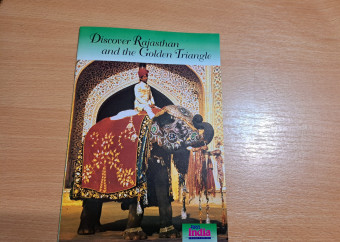 Discover Rajasthan
and the Golden Triangle
India